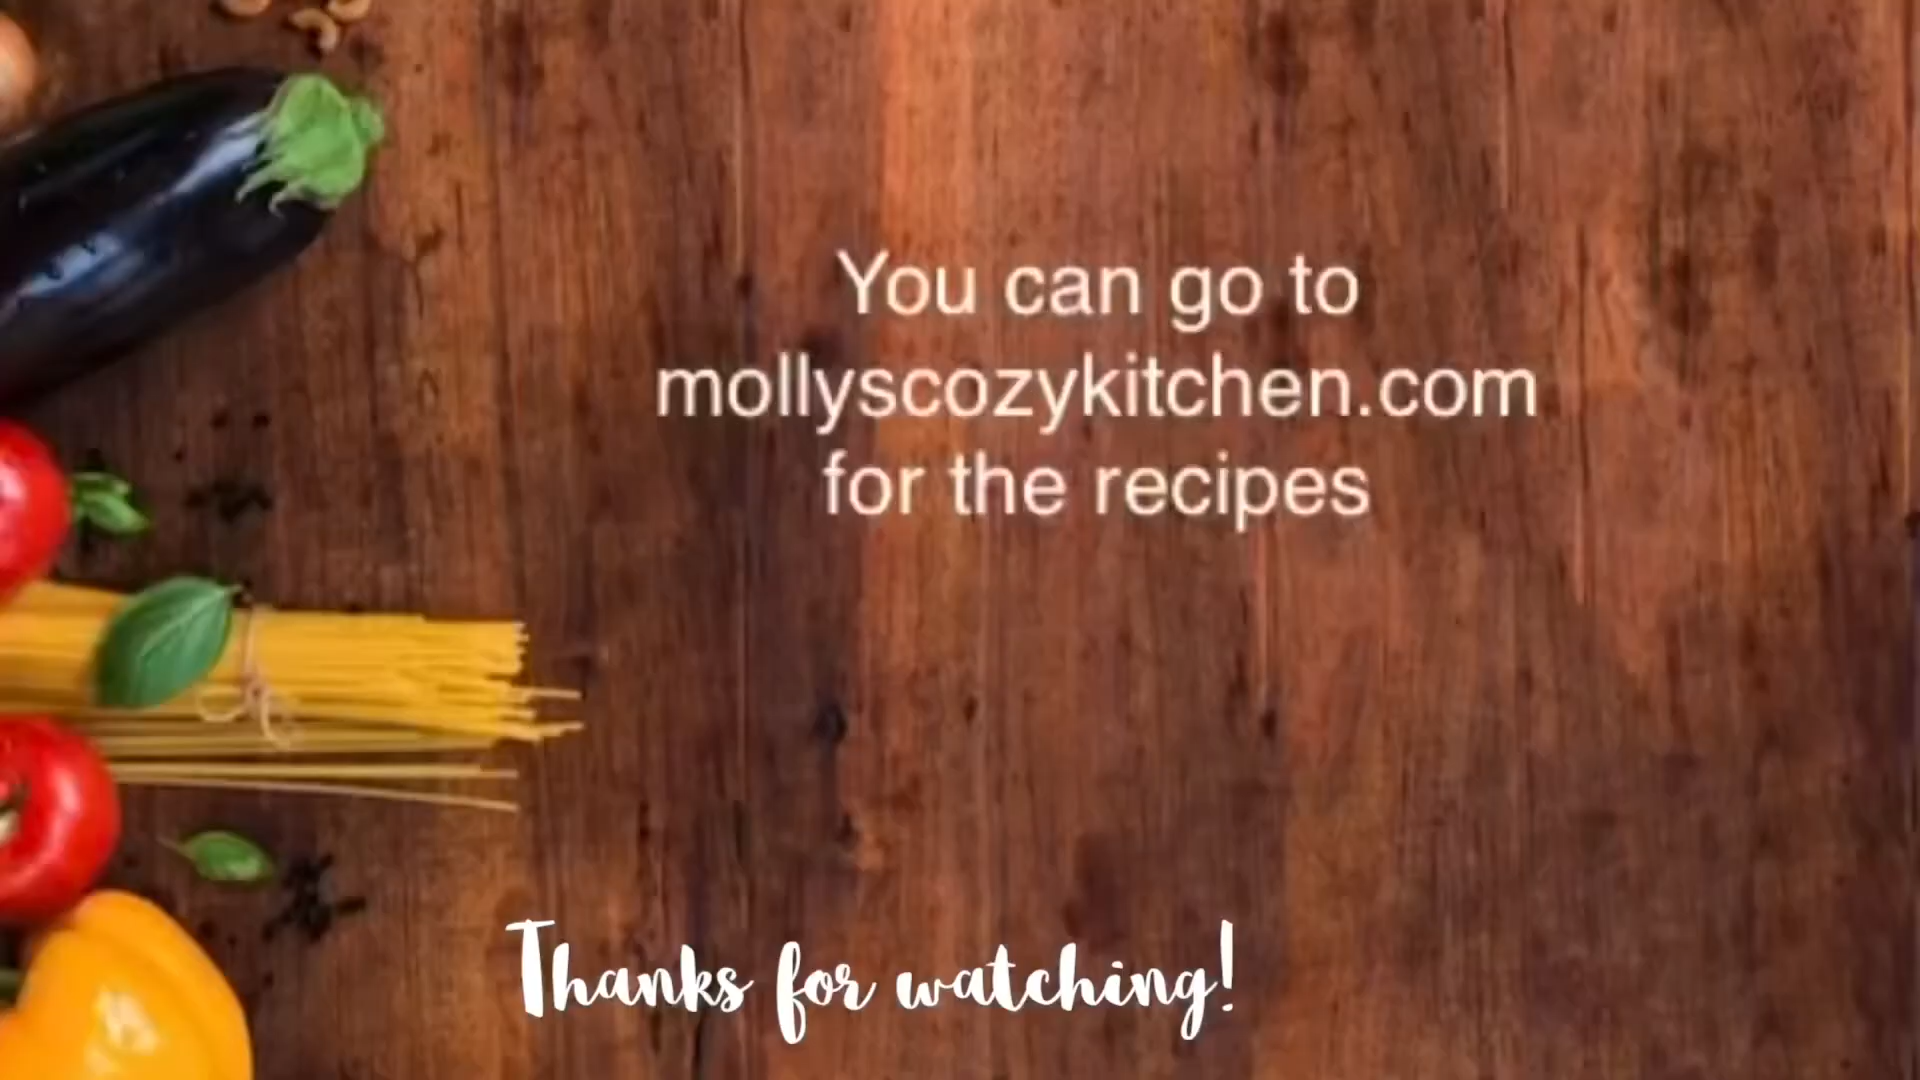 You can go to
mollyscozykitchen.com
for the recipes
Thanks for watching!